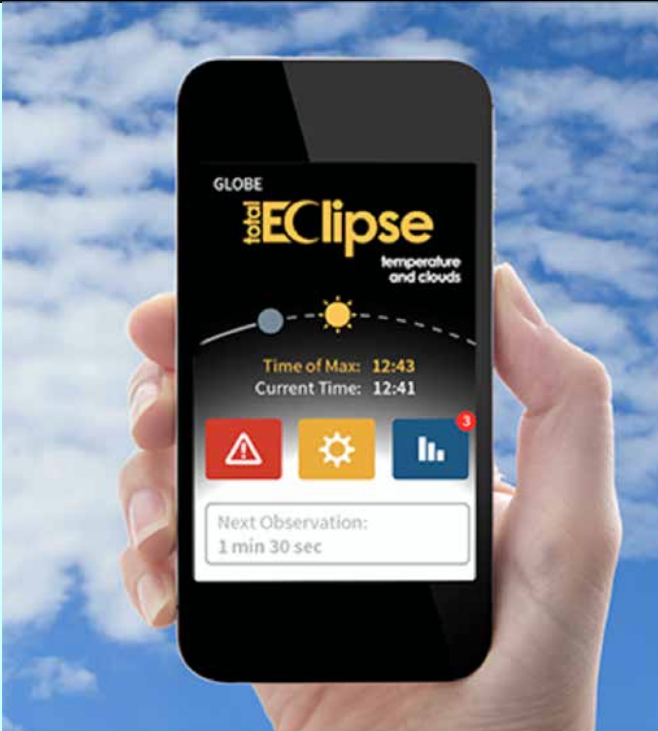 GLOBE
total EClipse
temperature
and clouds
Time of Max: 12:43
Current Time: 12:41
3
Next Observation:
1 min 30 sec